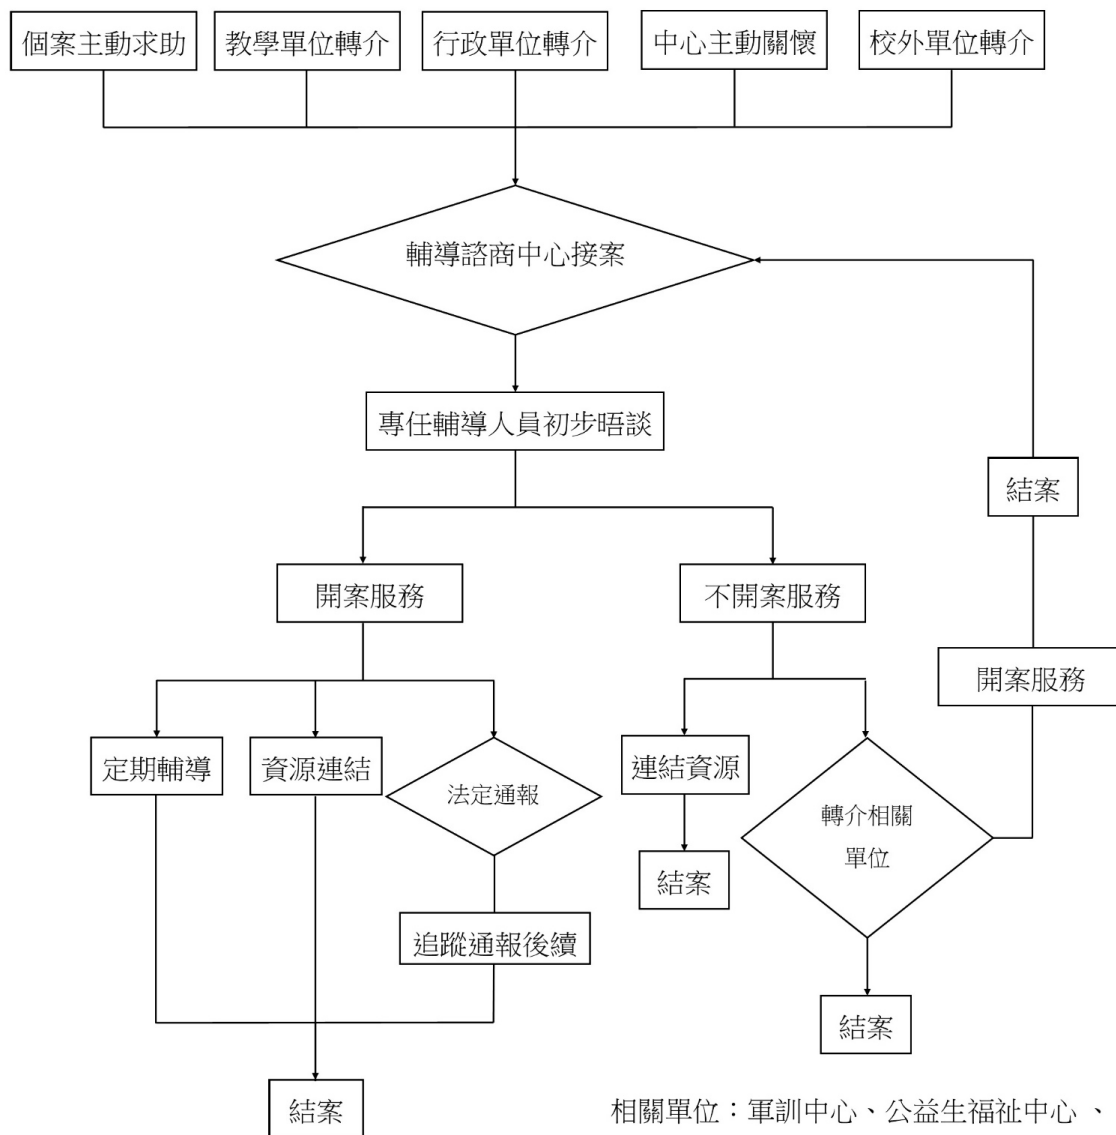 個案主動求助
教學單位轉介
行政單位轉介
中心主動關懷
校外單位轉介
輔導諮商中心接案
專任輔導人員初步晤談
結案
開案服務
不開案服務
開案服務
定期輔導
資源連結
法定通報
連結資源
轉介相關
單位
結案
追蹤通報後續
結案
結案
相關單位：軍訓中心、公益生福祉中心、